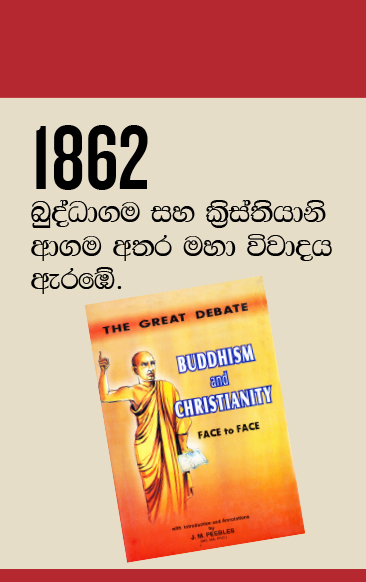 1862
බුද්ධාගම සහ ක්‍රිස්තියානි
ආගම අතර මහා විවාදය
ඇරඹේ.
THE GREAT DEBATE
BUDDHISM
and
CHRISTIANITY
FACE to FACE
with Introduction and Annotations
by
J. M. PEEBLES